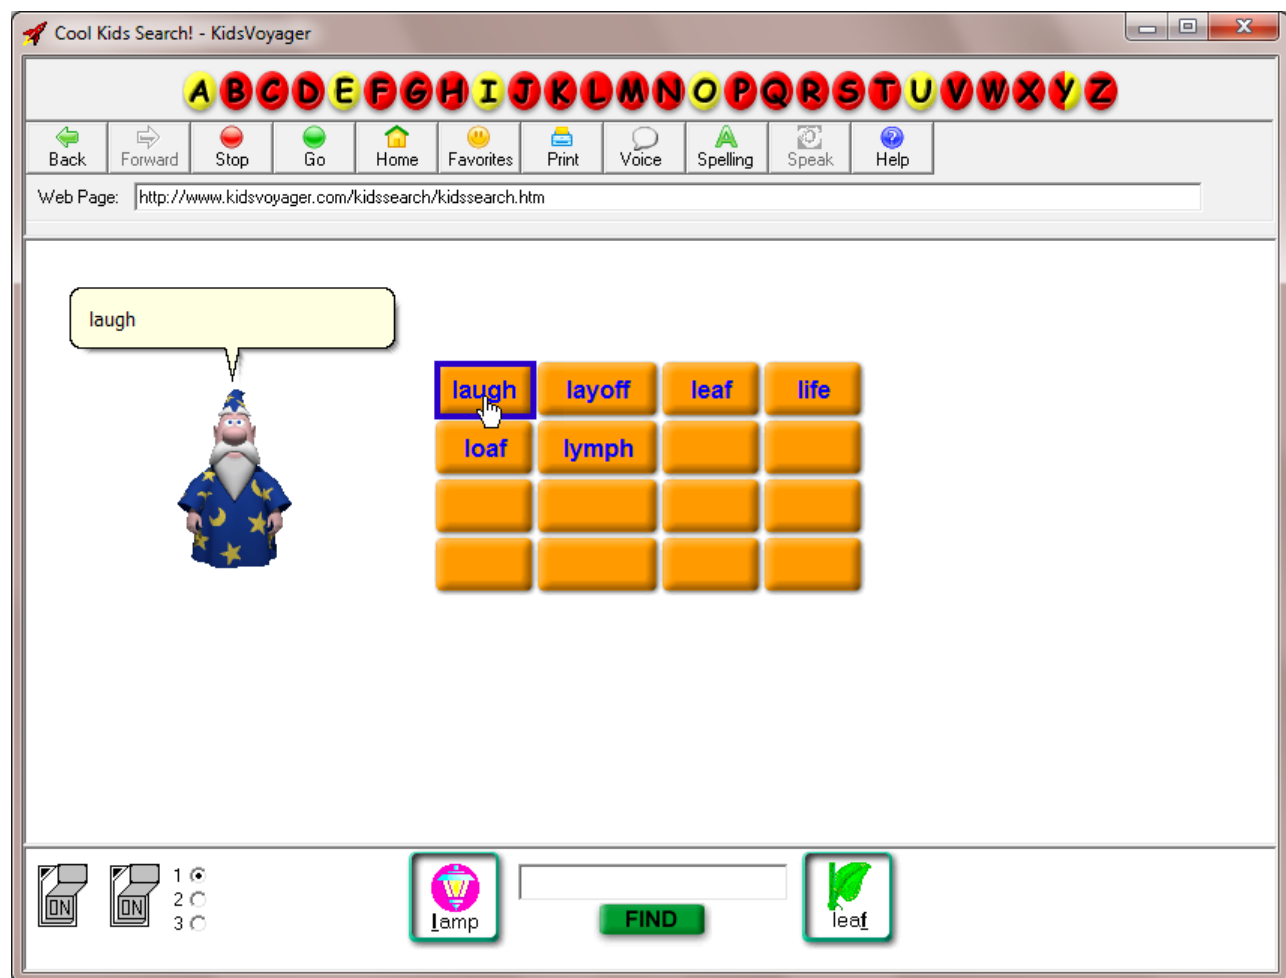 Cool Kids Search! - KidsVoyager
A B C D E F G H I J K L M N O P Q R S T U V W X Y Z
Back Forward Stop Go Home Favorites Print Voice Spelling Speak Help
Web Page: http://www.kidsvoyager.com/kidssearch/kidssearch.htm
laugh
laugh layoff leaf life
loaf lymph
ON ON 1
2
3
lamp FIND leaf